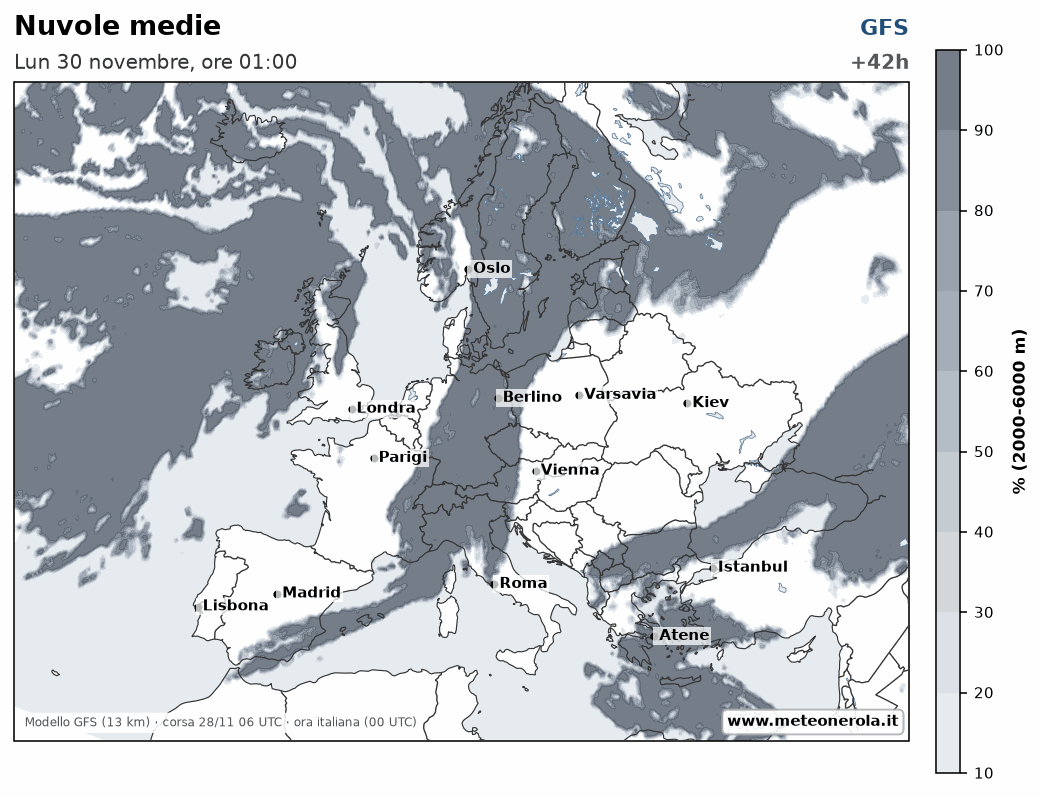 Nuvole medie
GFS
Lun 30 novembre, ore 01:00
+42h
100
90
80
70
60
50
40
30
20
10
% (2000-6000 m)
Oslo
Berlino
Varsavia
Kiev
Londra
Parigi
Vienna
Istanbul
Roma
Madrid
Lisbona
Atene
Modello GFS (13 km) · corsa 28/11 06 UTC · ora italiana (00 UTC)
www.meteonerola.it